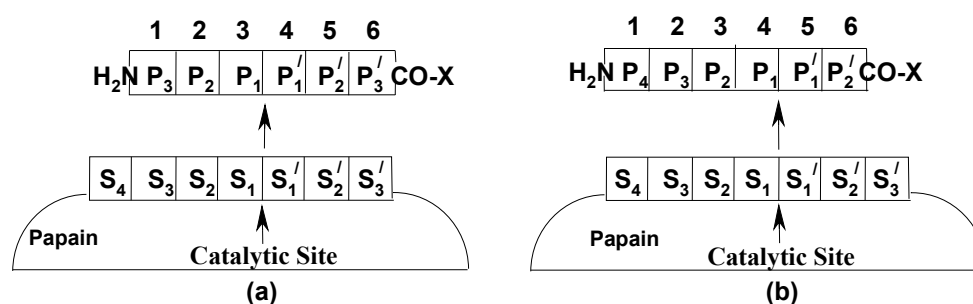 1 2 3 4 5 6
H₂N P₃ P₂ P₁ P₁′ P₂′ P₃′ CO-X
S₄ S₃ S₂ S₁ S₁′ S₂′ S₃′
Papain
Catalytic Site
(a)
1 2 3 4 5 6
H₂N P₄ P₃ P₂ P₁ P₁′ P₂′ CO-X
S₄ S₃ S₂ S₁ S₁′ S₂′ S₃′
Papain
Catalytic Site
(b)